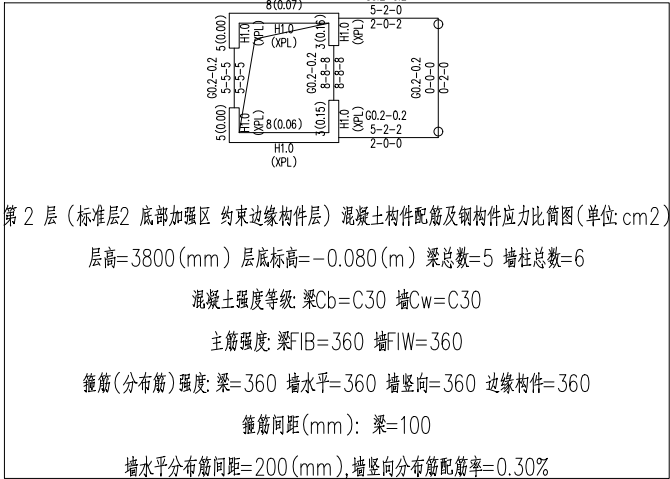 8(0.07)
5-2-0
2-0-2
5(0.00)
H1.0
(XPL)
3(0.16)
H1.0
(XPL)
G0.2-0.2
5-5-5
5-5-5
G0.2-0.2
8-8-8
8-8-8
G0.2-0.2
0-0-0
0-2-0
5(0.00)
H1.0
(XPL)
8(0.06)
3(0.15)
H1.0
(XPL)
G0.2-0.2
5-2-2
2-0-0
H1.0
(XPL)
第 2 层 (标准层2 底部加强区 约束边缘构件层) 混凝土构件配筋及钢构件应力比简图(单位: cm2)
层高=3800(mm) 层底标高=-0.080(m) 梁总数=5 墙柱总数=6
混凝土强度等级: 梁Cb=C30 墙Cw=C30
主筋强度: 梁FIB=360 墙FIW=360
箍筋(分布筋)强度: 梁=360 墙水平=360 墙竖向=360 边缘构件=360
箍筋间距(mm): 梁=100
墙水平分布筋间距=200(mm),墙竖向分布筋配筋率=0.30%